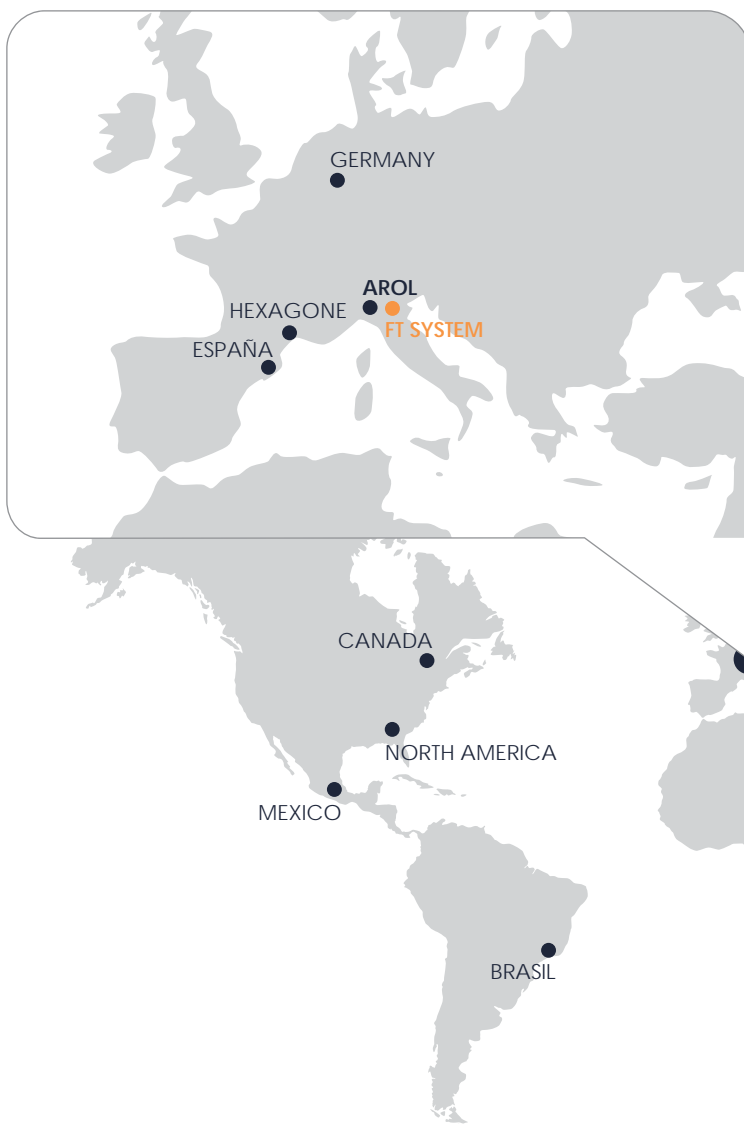 GERMANY
AROL
HEXAGONE
FT SYSTEM
ESPAÑA
CANADA
NORTH AMERICA
MEXICO
BRASIL